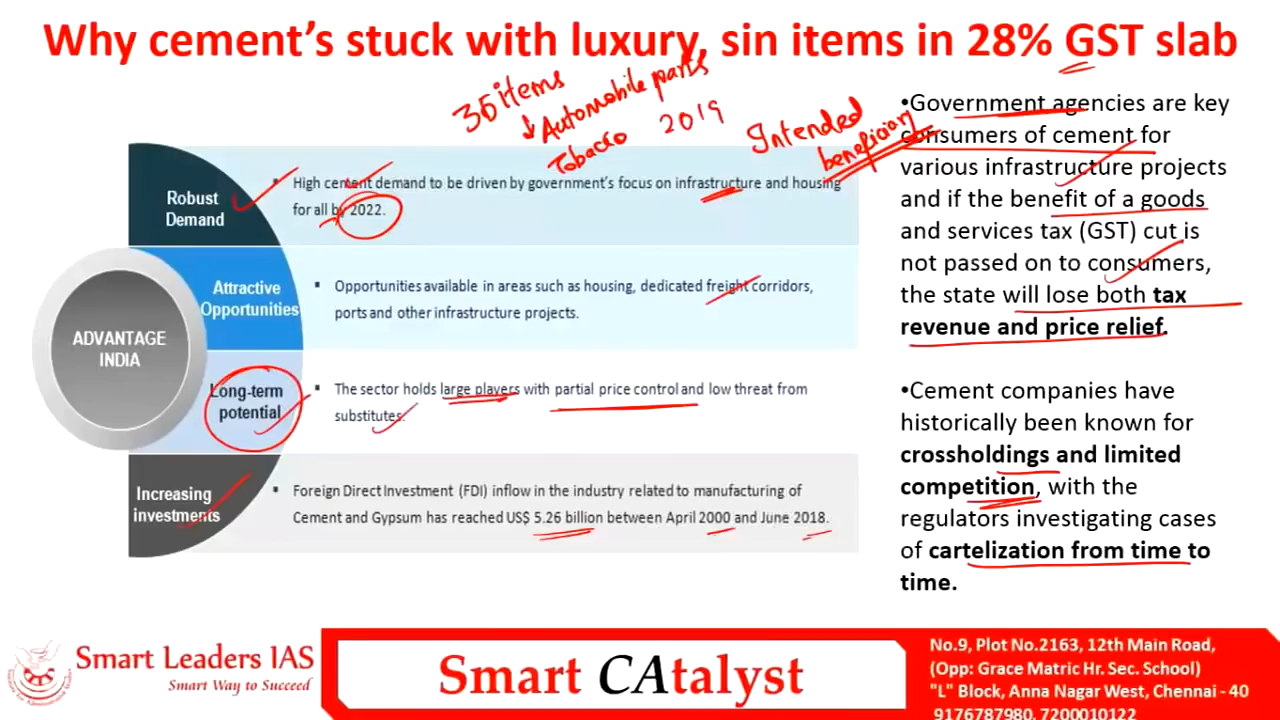 Why cement's stuck with luxury, sin items in 28% GST slab
35 items
Automobile parts
Tobacco
2019
Intended
beneficiary
Robust
Demand
▪ High cement demand to be driven by government's focus on infrastructure and housing
for all by 2022.
ADVANTAGE
INDIA
Attractive
Opportunities
▪ Opportunities available in areas such as housing, dedicated freight corridors,
ports and other infrastructure projects.
Long-term
potential
▪ The sector holds large players with partial price control and low threat from
substitutes.
Increasing
investments
▪ Foreign Direct Investment (FDI) inflow in the industry related to manufacturing of
Cement and Gypsum has reached US$ 5.26 billion between April 2000 and June 2018.
•Government agencies are key
consumers of cement for
various infrastructure projects
and if the benefit of a goods
and services tax (GST) cut is
not passed on to consumers,
the state will lose both tax
revenue and price relief.
•Cement companies have
historically been known for
crossholdings and limited
competition, with the
regulators investigating cases
of cartelization from time to
time.
Smart Leaders IAS
Smart Way to Succeed
Smart CAtalyst
No.9, Plot No.2163, 12th Main Road,
(Opp: Grace Matric Hr. Sec. School)
"L" Block, Anna Nagar West, Chennai - 40
9176787980, 7200010122